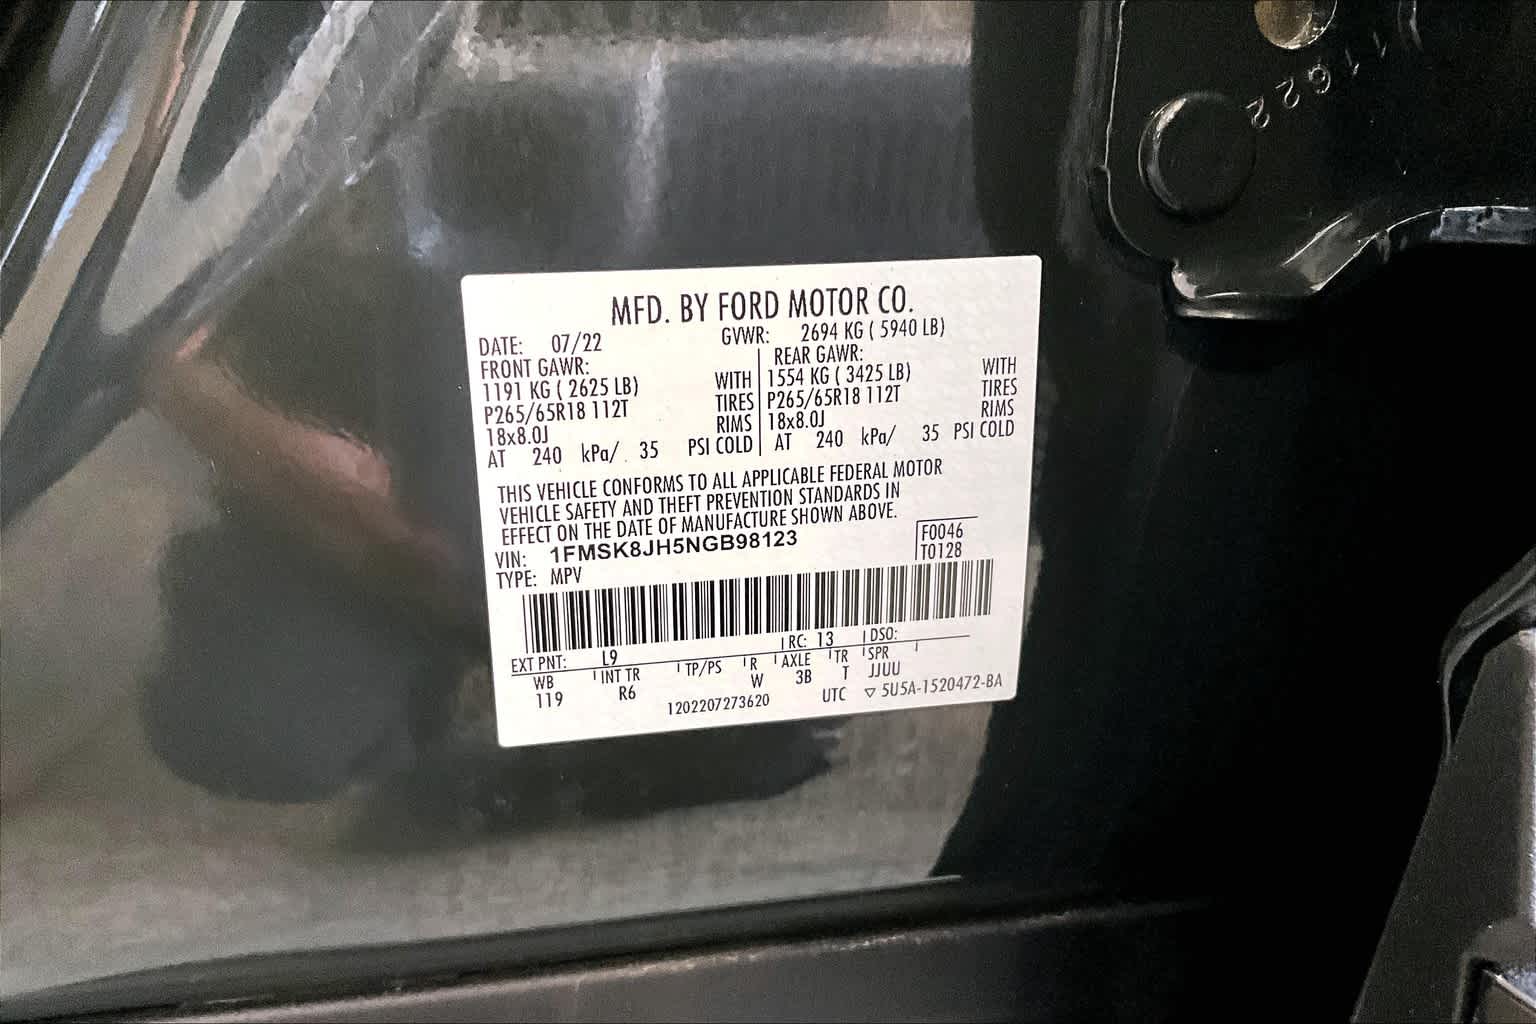 11622
MFD. BY FORD MOTOR CO.
DATE: 07/22 GVWR: 2694 KG ( 5940 LB)
FRONT GAWR: REAR GAWR:
1191 KG ( 2625 LB) WITH 1554 KG ( 3425 LB) WITH
P265/65R18 112T TIRES P265/65R18 112T TIRES
18x8.0J RIMS 18x8.0J RIMS
AT 240 kPa/ 35 PSI COLD AT 240 kPa/ 35 PSI COLD
THIS VEHICLE CONFORMS TO ALL APPLICABLE FEDERAL MOTOR
VEHICLE SAFETY AND THEFT PREVENTION STANDARDS IN
EFFECT ON THE DATE OF MANUFACTURE SHOWN ABOVE.
VIN: 1FMSK8JH5NGB98123 F0046
TYPE: MPV T0128
EXT PNT: L9 RC: 13 DSO:
WB INT TR TP/PS R AXLE TR SPR
119 R6 W 3B T JJUU
1202207273620 UTC ▽ 5U5A-1520472-BA